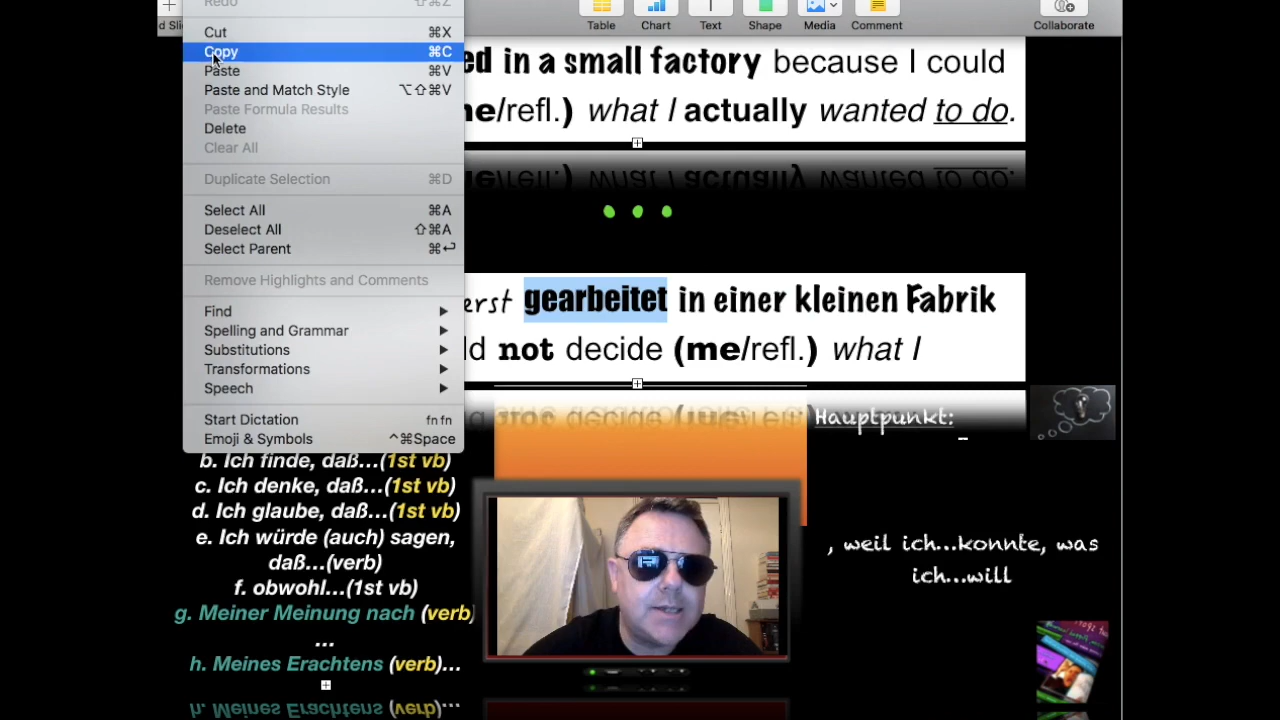 Redo ⇧⌘Z
Cut ⌘X
Copy ⌘C
Paste ⌘V
Paste and Match Style ⌥⇧⌘V
Paste Formula Results
Delete
Clear All
Duplicate Selection ⌘D
Select All ⌘A
Deselect All ⇧⌘A
Select Parent ⌘↩
Remove Highlights and Comments
Find ▶
Spelling and Grammar ▶
Substitutions ▶
Transformations ▶
Speech ▶
Start Dictation fn fn
Emoji & Symbols ^⌘Space
Table Chart Text Shape Media Comment Collaborate
ed in a small factory because I could
me/refl.) what I actually wanted to do.
erst gearbeitet in einer kleinen Fabrik
ld not decide (me/refl.) what I
Hauptpunkt:
, weil ich...konnte, was
ich...will
b. Ich finde, daß...(1st vb)
c. Ich denke, daß...(1st vb)
d. Ich glaube, daß...(1st vb)
e. Ich würde (auch) sagen,
daß...(verb)
f. obwohl...(1st vb)
g. Meiner Meinung nach (verb)
...
h. Meines Erachtens (verb)...